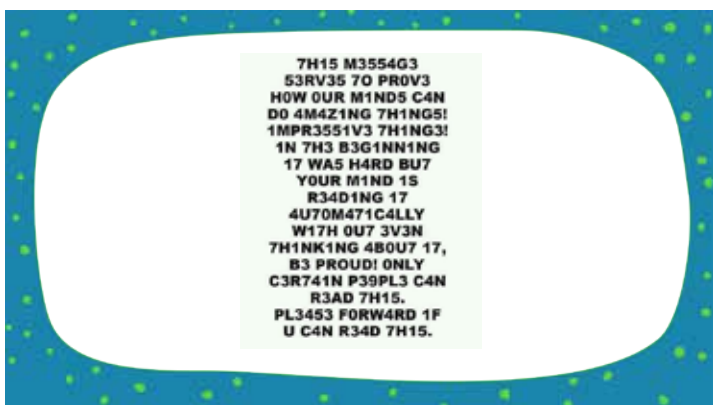 7H15 M3554G3
53RV35 7O PR0V3
H0W 0UR M1ND5 C4N
D0 4M4Z1NG 7H1NG5!
1MPR3551V3 7H1NG3!
1N 7H3 B3G1NN1NG
17 WA5 H4RD BU7
Y0UR M1ND 1S
R34D1NG 17
4U70M471C4LLY
W17H 0U7 3V3N
7H1NK1NG 4B0U7 17,
B3 PROUD! 0NLY
C3R741N P39PL3 C4N
R3AD 7H15.
PL3453 F0RW4RD 1F
U C4N R34D 7H15.